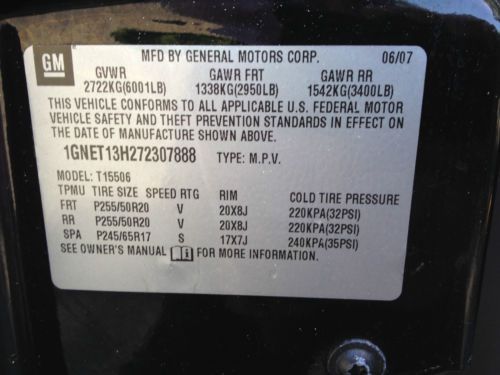 GM MFD BY GENERAL MOTORS CORP. 06/07
GVWR GAWR FRT GAWR RR
2722KG(6001LB) 1338KG(2950LB) 1542KG(3400LB)
THIS VEHICLE CONFORMS TO ALL APPLICABLE U.S. FEDERAL MOTOR
VEHICLE SAFETY AND THEFT PREVENTION STANDARDS IN EFFECT ON
THE DATE OF MANUFACTURE SHOWN ABOVE.
1GNET13H272307888 TYPE: M.P.V.
MODEL: T15506
TPMU TIRE SIZE SPEED RTG RIM COLD TIRE PRESSURE
FRT P255/50R20 V 20X8J 220KPA(32PSI)
RR P255/50R20 V 20X8J 220KPA(32PSI)
SPA P245/65R17 S 17X7J 240KPA(35PSI)
SEE OWNER'S MANUAL FOR MORE INFORMATION.